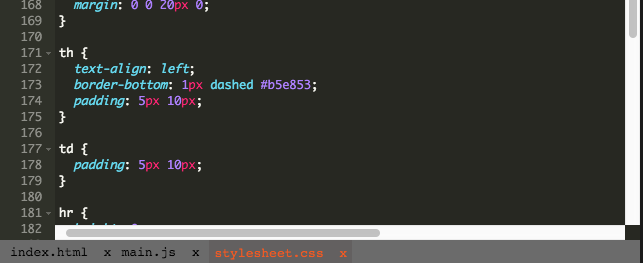 168 margin: 0 0 20px 0;
169 }
170
171 th {
172 text-align: left;
173 border-bottom: 1px dashed #b5e853;
174 padding: 5px 10px;
175 }
176
177 td {
178 padding: 5px 10px;
179 }
180
181 hr {
182
index.html x main.js x stylesheet.css x